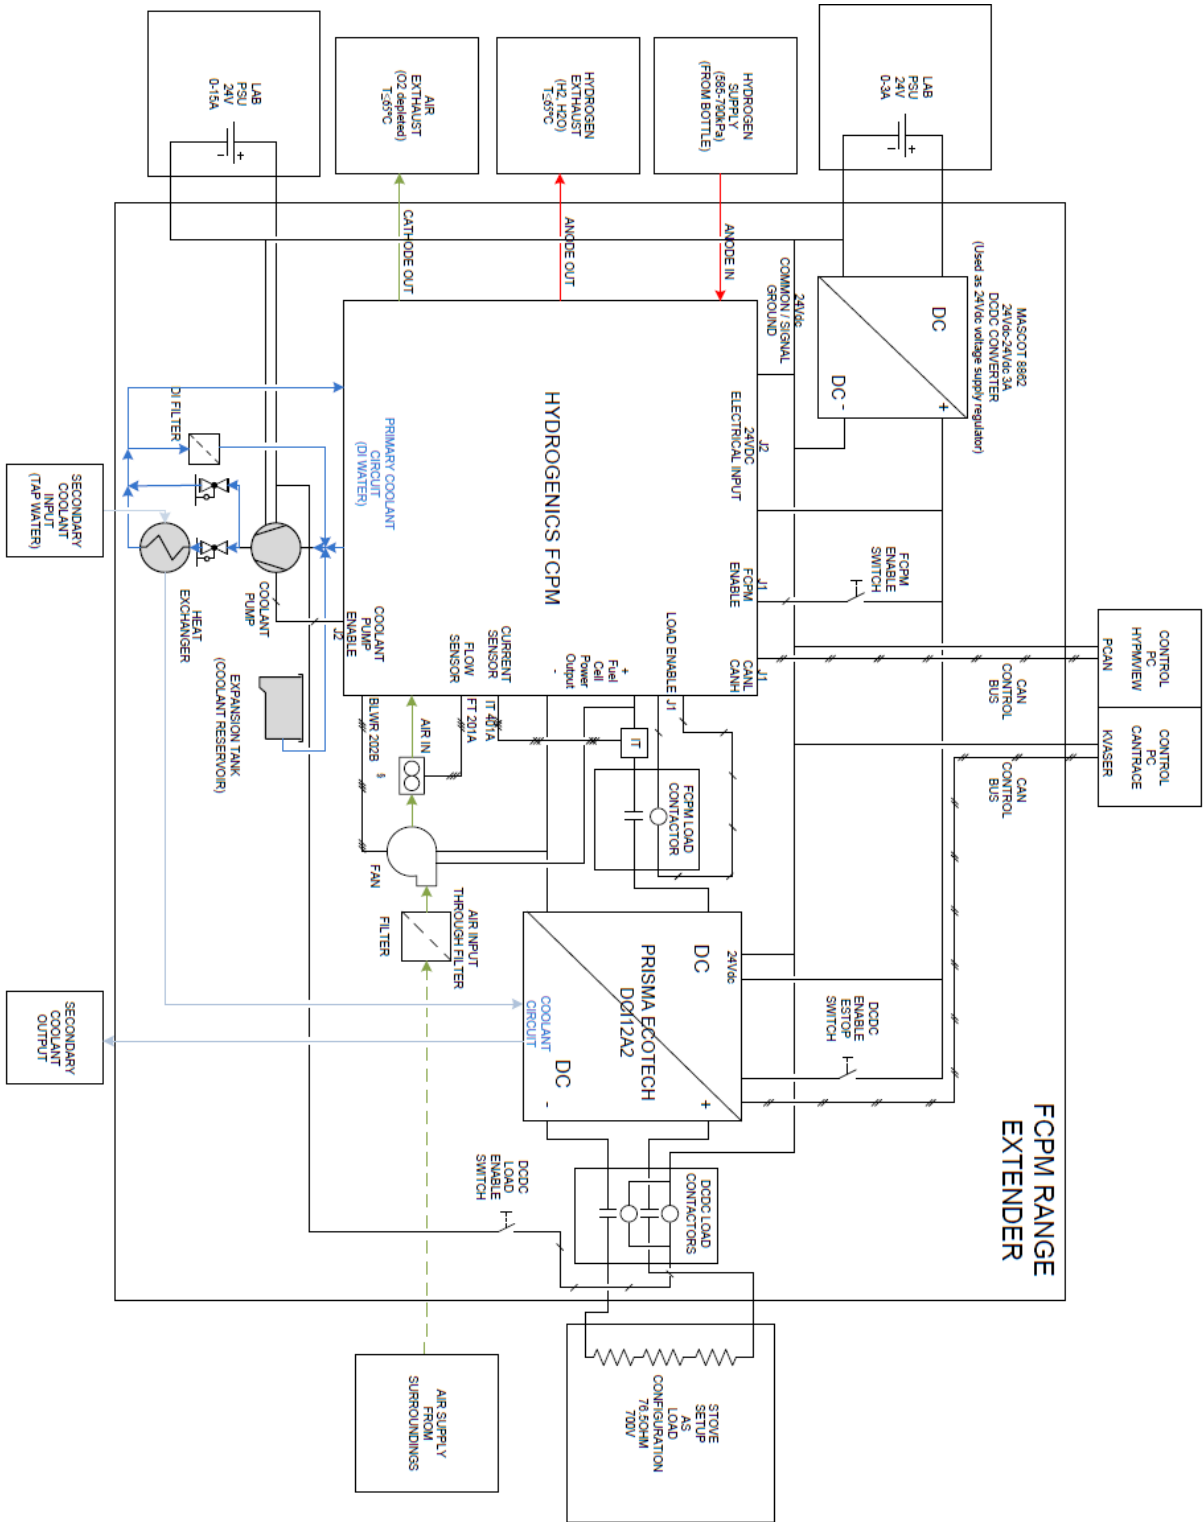 FCPM RANGE
EXTENDER
CONTROL
PC
HYPMVIEW
PCAN
CONTROL
PC
CANTRACE
KVASER
CAN
CONTROL
BUS
CAN
CONTROL
BUS
LAB
PSU
24V
0-3A
+
-
MASCOT 8862
24Vdc-24Vdc 3A
DCDC CONVERTER
(Used as 24Vdc voltage supply regulator)
DC
DC
-
+
FCPM
ENABLE
SWITCH
DCDC
ENABLE
ESTOP
SWITCH
HYDROGEN
SUPPLY
(586-790kPa)
(FROM BOTTLE)
ANODE IN
24Vdc
COMMON / SIGNAL
GROUND
J2
24VDC
ELECTRICAL INPUT
J1
FCPM
ENABLE
J1
CANL
CANH
LOAD ENABLE
J1
HYDROGEN
EXTHAUST
(H2, H2O)
T≤65°C
ANODE OUT
HYDROGENICS FCPM
+
Fuel
Cell
Power
Output
-
IT
FCPM LOAD
CONTACTOR
24Vdc
DC
PRISMA ECOTECH
DCI12A2
DC
-
+
COOLANT
CIRCUIT
DCDC LOAD
CONTACTORS
STOVE
SETUP
AS
LOAD
CONFIGURATION
76.5OHM
700V
CURRENT
SENSOR
IT 401A
FLOW
SENSOR
FT 201A
AIR
EXTHAUST
(O2 depleted)
T≤65°C
CATHODE OUT
PRIMARY COOLANT
CIRCUIT
(DI WATER)
COOLANT
PUMP
ENABLE
J2
BLWR 202B
AIR IN
FAN
AIR INPUT
THROUGH FILTER
FILTER
DCDC
LOAD
ENABLE
SWITCH
AIR SUPPLY
FROM
SURROUNDINGS
LAB
PSU
24V
0-15A
+
-
DI FILTER
COOLANT
PUMP
HEAT
EXCHANGER
EXPANSION TANK
(COOLANT RESERVOIR)
SECONDARY
COOLANT
INPUT
(TAP WATER)
SECONDARY
COOLANT
OUTPUT